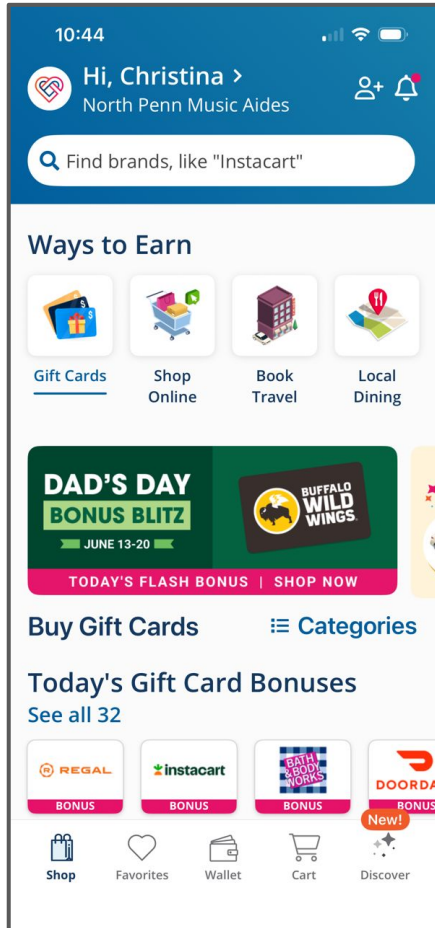 10:44
Hi, Christina >
North Penn Music Aides
Find brands, like "Instacart"
Ways to Earn
Gift Cards
Shop
Online
Book
Travel
Local
Dining
DAD'S DAY
BONUS BLITZ
JUNE 13-20
BUFFALO
WILD
WINGS
TODAY'S FLASH BONUS | SHOP NOW
Buy Gift Cards
Categories
Today's Gift Card Bonuses
See all 32
REGAL
instacart
BATH
& BODY
WORKS
DOORDA
BONUS
BONUS
BONUS
BONUS
New!
Shop
Favorites
Wallet
Cart
Discover